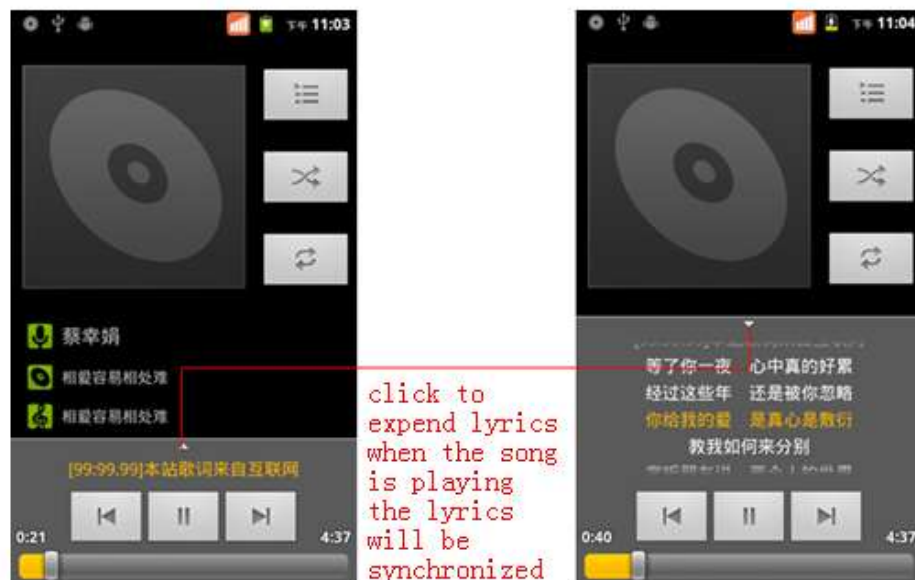 下午 11:03
蔡幸娟
相爱容易相处难
相爱容易相处难
[99:99.99]本站歌词来自互联网
0:21
4:37
click to
expend lyrics
when the song
is playing
the lyrics
will be
synchronized
下午 11:04
等了你一夜 心中真的好累
经过这些年 还是被你忽略
你给我的爱 是真心是敷衍
教我如何来分别
0:40
4:37